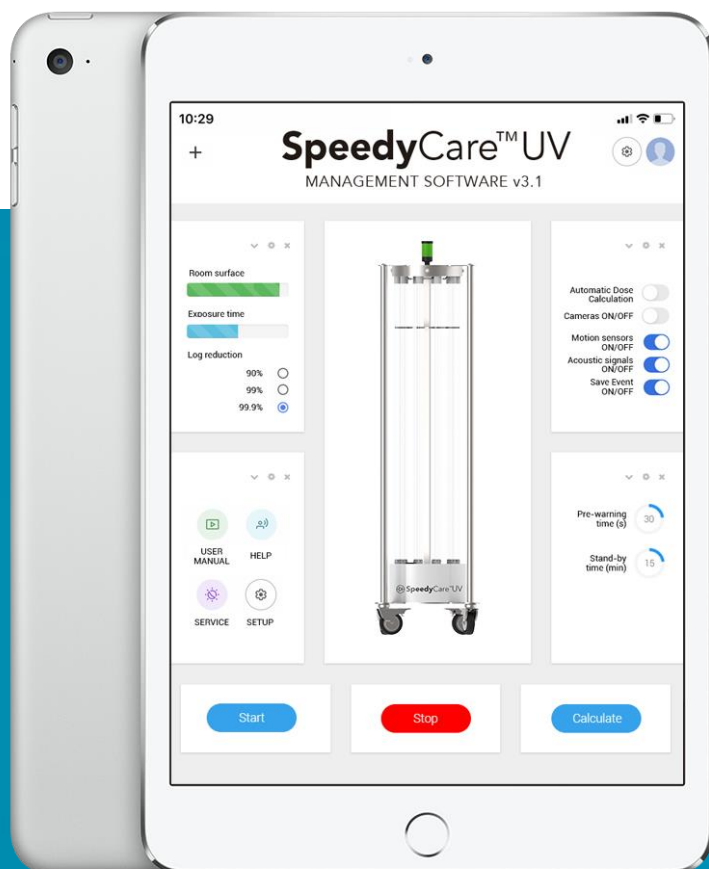 10:29
+
SpeedyCare™UV
MANAGEMENT SOFTWARE v3.1
Room surface
Exposure time
Log reduction
90%
99%
99.9%
Automatic Dose
Calculation
Cameras ON/OFF
Motion sensors
ON/OFF
Acoustic signals
ON/OFF
Save Event
ON/OFF
USER
MANUAL
HELP
SERVICE
SETUP
SpeedyCare™UV
Pre-warning
time (s)
30
Stand-by
time (min)
15
Start
Stop
Calculate